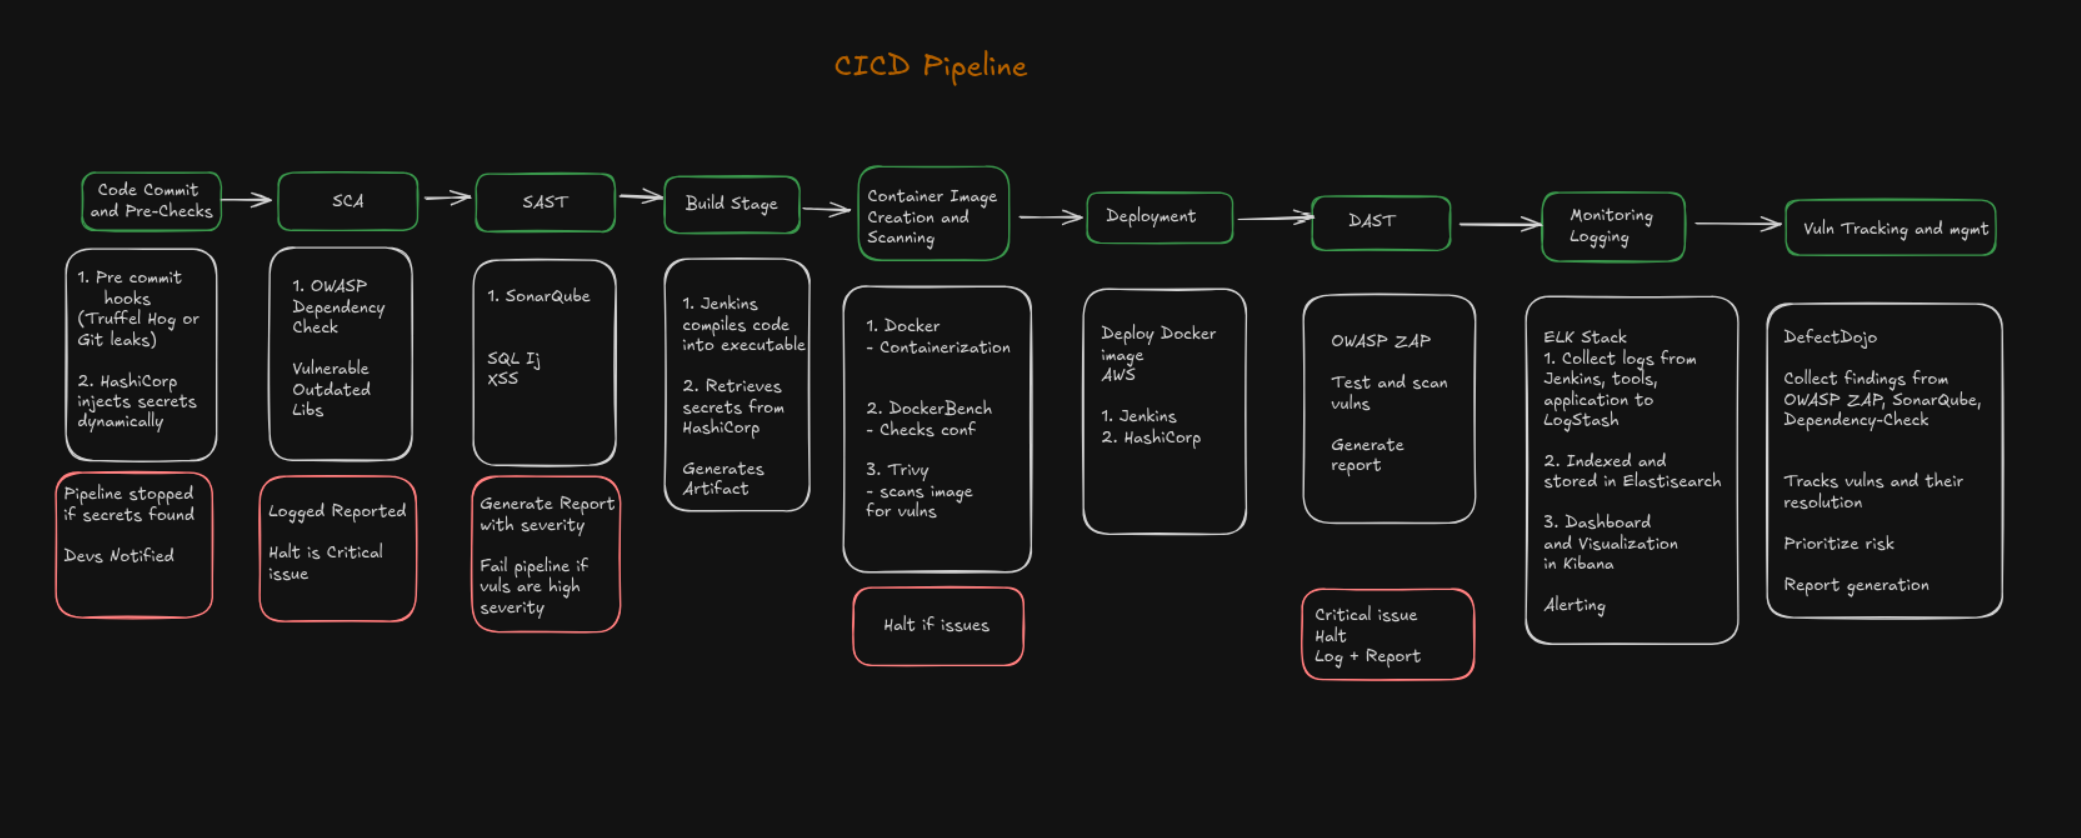 CICD Pipeline
Code Commit
and Pre-Checks
SCA
SAST
Build Stage
Container Image
Creation and
Scanning
Deployment
DAST
Monitoring
Logging
Vuln Tracking and mgmt
1. Pre commit
hooks
(Truffel Hog or
Git leaks)
2. HashiCorp
injects secrets
dynamically
Pipeline stopped
if secrets found
Devs Notified
1. OWASP
Dependency
Check
Vulnerable
Outdated
Libs
Logged Reported
Halt is Critical
issue
1. SonarQube
SQL Ij
XSS
Generate Report
with severity
Fail pipeline if
vuls are high
severity
1. Jenkins
compiles code
into executable
2. Retrieves
secrets from
HashiCorp
Generates
Artifact
1. Docker
- Containerization
2. DockerBench
- Checks conf
3. Trivy
- scans image
for vulns
Halt if issues
Deploy Docker
image
AWS
1. Jenkins
2. HashiCorp
OWASP ZAP
Test and scan
vulns
Generate
report
Critical issue
Halt
Log + Report
ELK Stack
1. Collect logs from
Jenkins, tools,
application to
LogStash
2. Indexed and
stored in Elastisearch
3. Dashboard
and Visualization
in Kibana
Alerting
DefectDojo
Collect findings from
OWASP ZAP, SonarQube,
Dependency-Check
Tracks vulns and their
resolution
Prioritize risk
Report generation